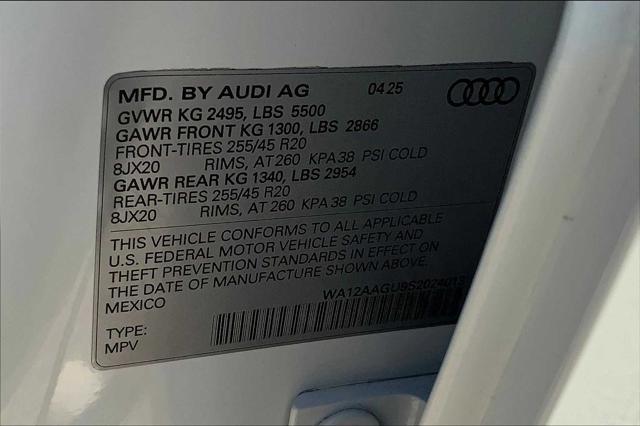 MFD. BY AUDI AG 04 25
GVWR KG 2495, LBS 5500
GAWR FRONT KG 1300, LBS 2866
FRONT-TIRES 255/45 R20
8JX20 RIMS, AT 260 KPA 38 PSI COLD
GAWR REAR KG 1340, LBS 2954
REAR-TIRES 255/45 R20
8JX20 RIMS, AT 260 KPA 38 PSI COLD
THIS VEHICLE CONFORMS TO ALL APPLICABLE
U.S. FEDERAL MOTOR VEHICLE SAFETY AND
THEFT PREVENTION STANDARDS IN EFFECT ON
THE DATE OF MANUFACTURE SHOWN ABOVE.
MEXICO
TYPE:
MPV